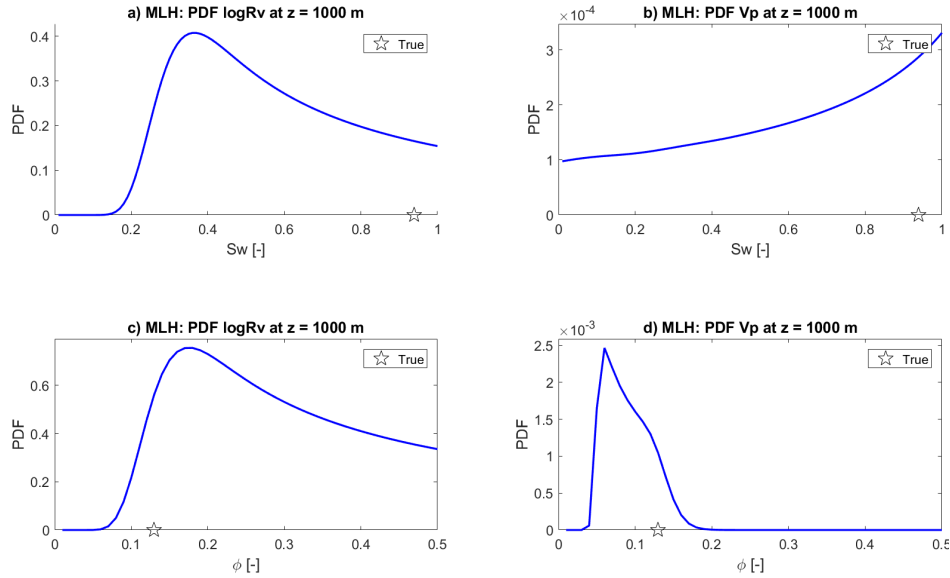 a) MLH: PDF logRv at z = 1000 m
PDF
0.4
0.3
0.2
0.1
0
0 0.2 0.4 0.6 0.8 1
Sw [-]
True
b) MLH: PDF Vp at z = 1000 m
×10⁻⁴
PDF
3
2
1
0
0 0.2 0.4 0.6 0.8 1
Sw [-]
True
c) MLH: PDF logRv at z = 1000 m
PDF
0.6
0.4
0.2
0
0 0.1 0.2 0.3 0.4 0.5
ϕ [-]
True
d) MLH: PDF Vp at z = 1000 m
×10⁻³
PDF
2.5
2
1.5
1
0.5
0
0 0.1 0.2 0.3 0.4 0.5
ϕ [-]
True